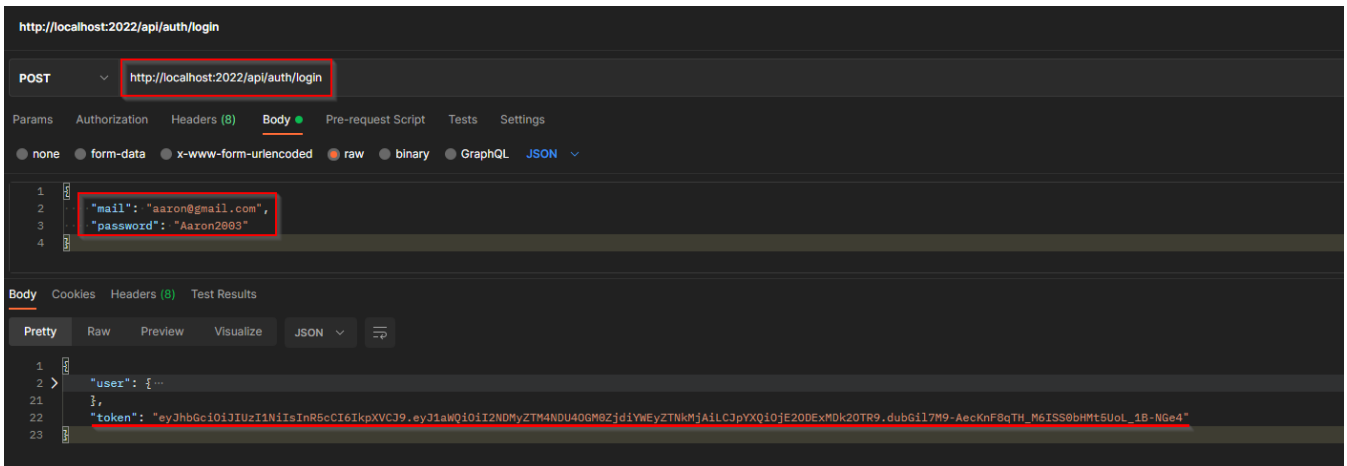 http://localhost:2022/api/auth/login
POST http://localhost:2022/api/auth/login
Params Authorization Headers (8) Body Pre-request Script Tests Settings
none form-data x-www-form-urlencoded raw binary GraphQL JSON
1 {
2 "mail": "aaron@gmail.com",
3 "password": "Aaron2003"
4 }
Body Cookies Headers (8) Test Results
Pretty Raw Preview Visualize JSON
1 {
2 "user": { ...
21 },
22 "token": "eyJhbGciOiJIUzI1NiIsInR5cCI6IkpXVCJ9.eyJ1aWQiOiI2NDMyZTM4NDU4OGM0ZjdiYWEyZTNkMjAiLCJpYXQiOjE2ODExMDk2OTR9.dubGil7M9-AecKnF8qTH_M6ISS0bHMt5UoL_1B-NGe4"
23 }